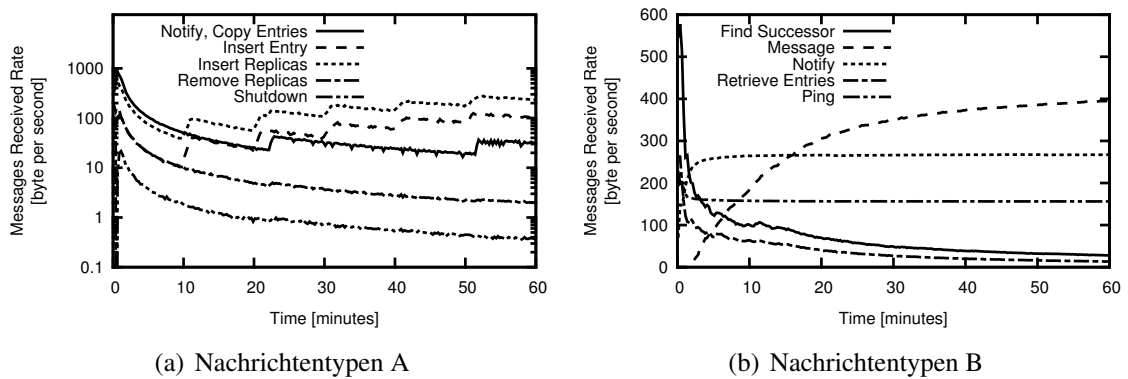 Messages Received Rate
[byte per second]
1000
100
10
1
0.1
Notify, Copy Entries
Insert Entry
Insert Replicas
Remove Replicas
Shutdown
0 10 20 30 40 50 60
Time [minutes]
(a) Nachrichtentypen A
Messages Received Rate
[byte per second]
600
500
400
300
200
100
0
Find Successor
Message
Notify
Retrieve Entries
Ping
0 10 20 30 40 50 60
Time [minutes]
(b) Nachrichtentypen B